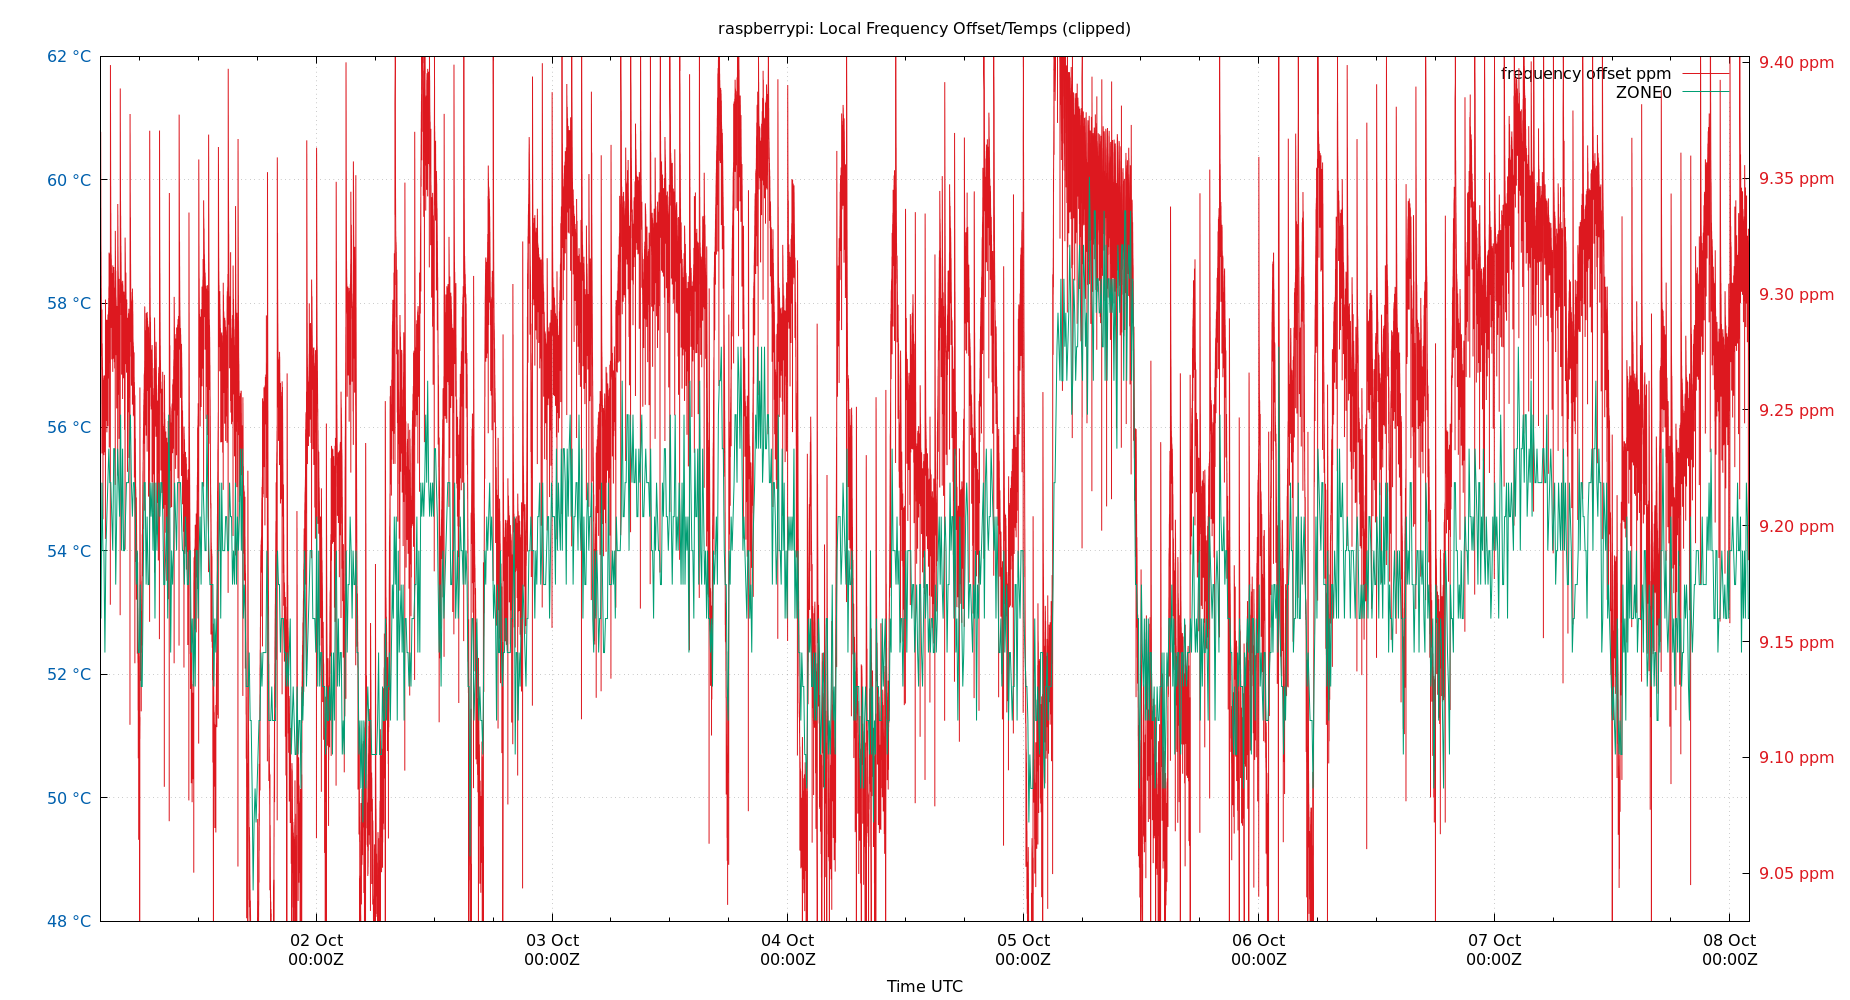 raspberrypi: Local Frequency Offset/Temps (clipped)
62 °C
60 °C
58 °C
56 °C
54 °C
52 °C
50 °C
48 °C
frequency offset ppm
ZONE0
9.40 ppm
9.35 ppm
9.30 ppm
9.25 ppm
9.20 ppm
9.15 ppm
9.10 ppm
9.05 ppm
02 Oct
00:00Z
03 Oct
00:00Z
04 Oct
00:00Z
05 Oct
00:00Z
06 Oct
00:00Z
07 Oct
00:00Z
08 Oct
00:00Z
Time UTC